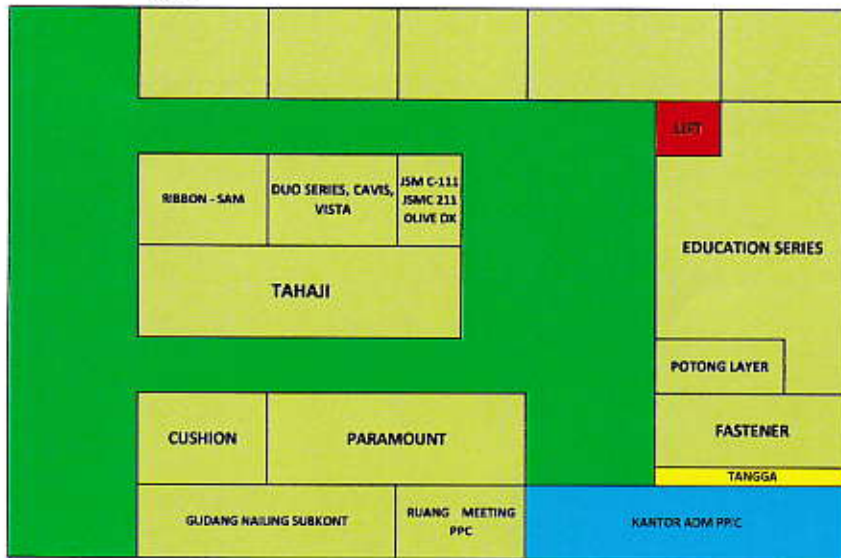 LIFT
RIBBON - SAM
DUO SERIES, CAVIS,
VISTA
JSM C-111
JSMC 211
OLIVE DX
EDUCATION SERIES
TAHAJI
POTONG LAYER
CUSHION
PARAMOUNT
FASTENER
TANGGA
GUDANG NAILING SUBKONT
RUANG MEETING
PPC
KANTOR ADM PPIC